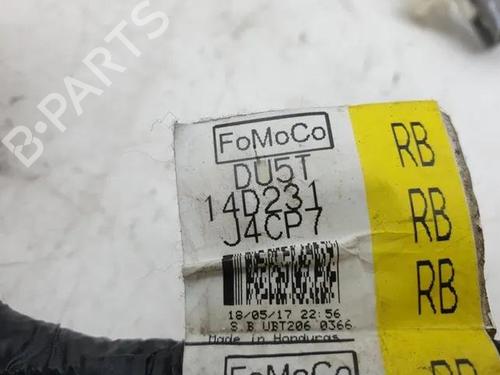 B-PARTS
FoMoCo
DU5T
14D231
J4CP7
RB
RB
RB
18/05/17 22:56
S B UBT206 0366
Made in Honduras
FoMoCo